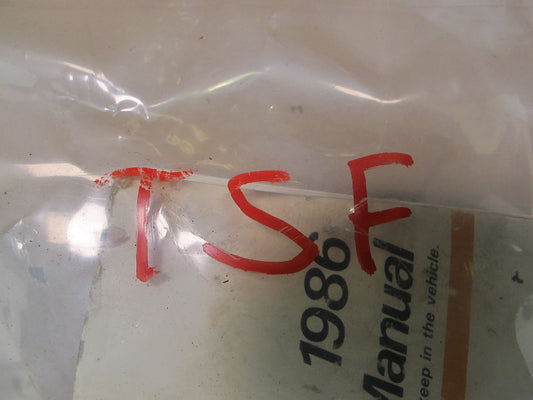 TSF
1986
Manual
keep in the vehicle.